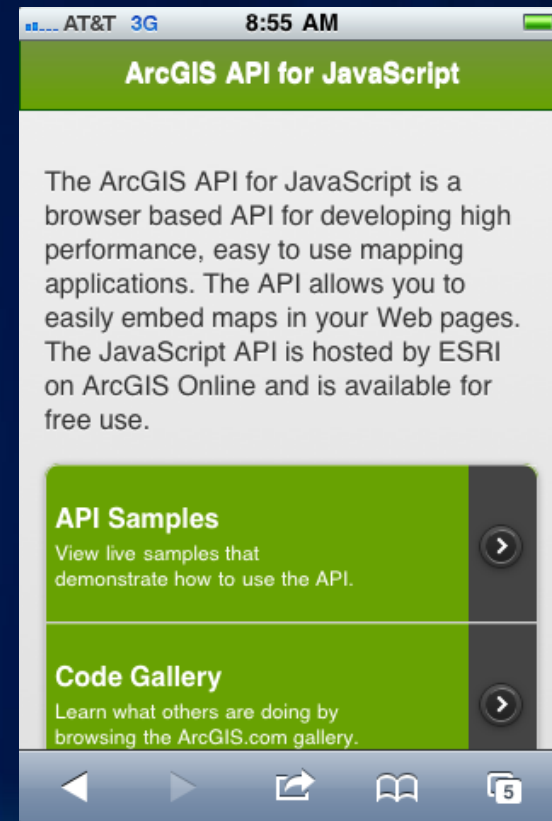 AT&T 3G 8:55 AM
ArcGIS API for JavaScript
The ArcGIS API for JavaScript is a
browser based API for developing high
performance, easy to use mapping
applications. The API allows you to
easily embed maps in your Web pages.
The JavaScript API is hosted by ESRI
on ArcGIS Online and is available for
free use.
API Samples
View live samples that
demonstrate how to use the API.
Code Gallery
Learn what others are doing by
browsing the ArcGIS.com gallery.
5